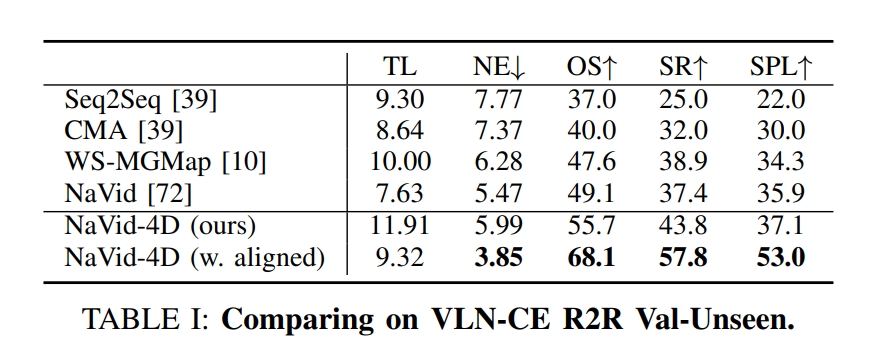 TL NE↓ OS↑ SR↑ SPL↑
Seq2Seq [39] 9.30 7.77 37.0 25.0 22.0
CMA [39] 8.64 7.37 40.0 32.0 30.0
WS-MGMap [10] 10.00 6.28 47.6 38.9 34.3
NaVid [72] 7.63 5.47 49.1 37.4 35.9
NaVid-4D (ours) 11.91 5.99 55.7 43.8 37.1
NaVid-4D (w. aligned) 9.32 3.85 68.1 57.8 53.0
TABLE I: Comparing on VLN-CE R2R Val-Unseen.